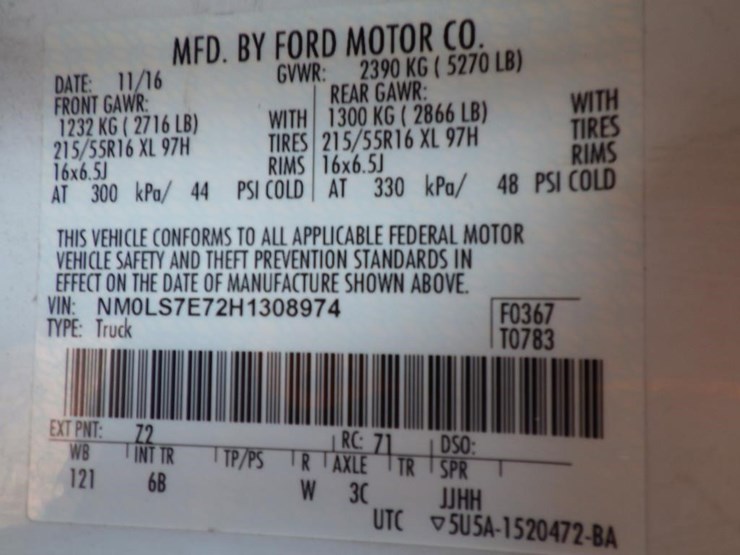 MFD. BY FORD MOTOR CO.
DATE: 11/16 GVWR: 2390 KG ( 5270 LB)
FRONT GAWR: REAR GAWR:
1232 KG ( 2716 LB) WITH 1300 KG ( 2866 LB) WITH
215/55R16 XL 97H TIRES 215/55R16 XL 97H TIRES
16x6.5J RIMS 16x6.5J RIMS
AT 300 kPa/ 44 PSI COLD AT 330 kPa/ 48 PSI COLD
THIS VEHICLE CONFORMS TO ALL APPLICABLE FEDERAL MOTOR
VEHICLE SAFETY AND THEFT PREVENTION STANDARDS IN
EFFECT ON THE DATE OF MANUFACTURE SHOWN ABOVE.
VIN: NM0LS7E72H1308974 F0367
TYPE: Truck T0783
EXT PNT: Z2 RC: 71 DSO:
WB INT TR TP/PS R AXLE TR SPR
121 6B W 3C JJHH
UTC ▽5U5A-1520472-BA